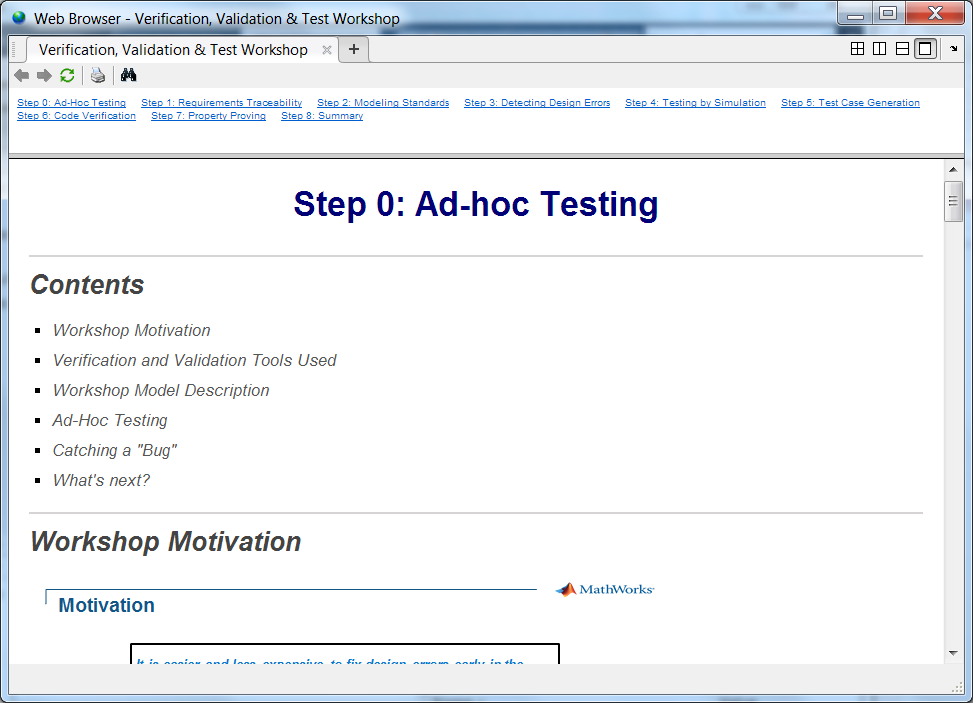 Web Browser - Verification, Validation & Test Workshop
Verification, Validation & Test Workshop
Step 0: Ad-Hoc Testing Step 1: Requirements Traceability Step 2: Modeling Standards Step 3: Detecting Design Errors Step 4: Testing by Simulation Step 5: Test Case Generation
Step 6: Code Verification Step 7: Property Proving Step 8: Summary
Step 0: Ad-hoc Testing
Contents
Workshop Motivation
Verification and Validation Tools Used
Workshop Model Description
Ad-Hoc Testing
Catching a "Bug"
What's next?
Workshop Motivation
MathWorks
Motivation
It is easier and less expensive to fix design errors early in the